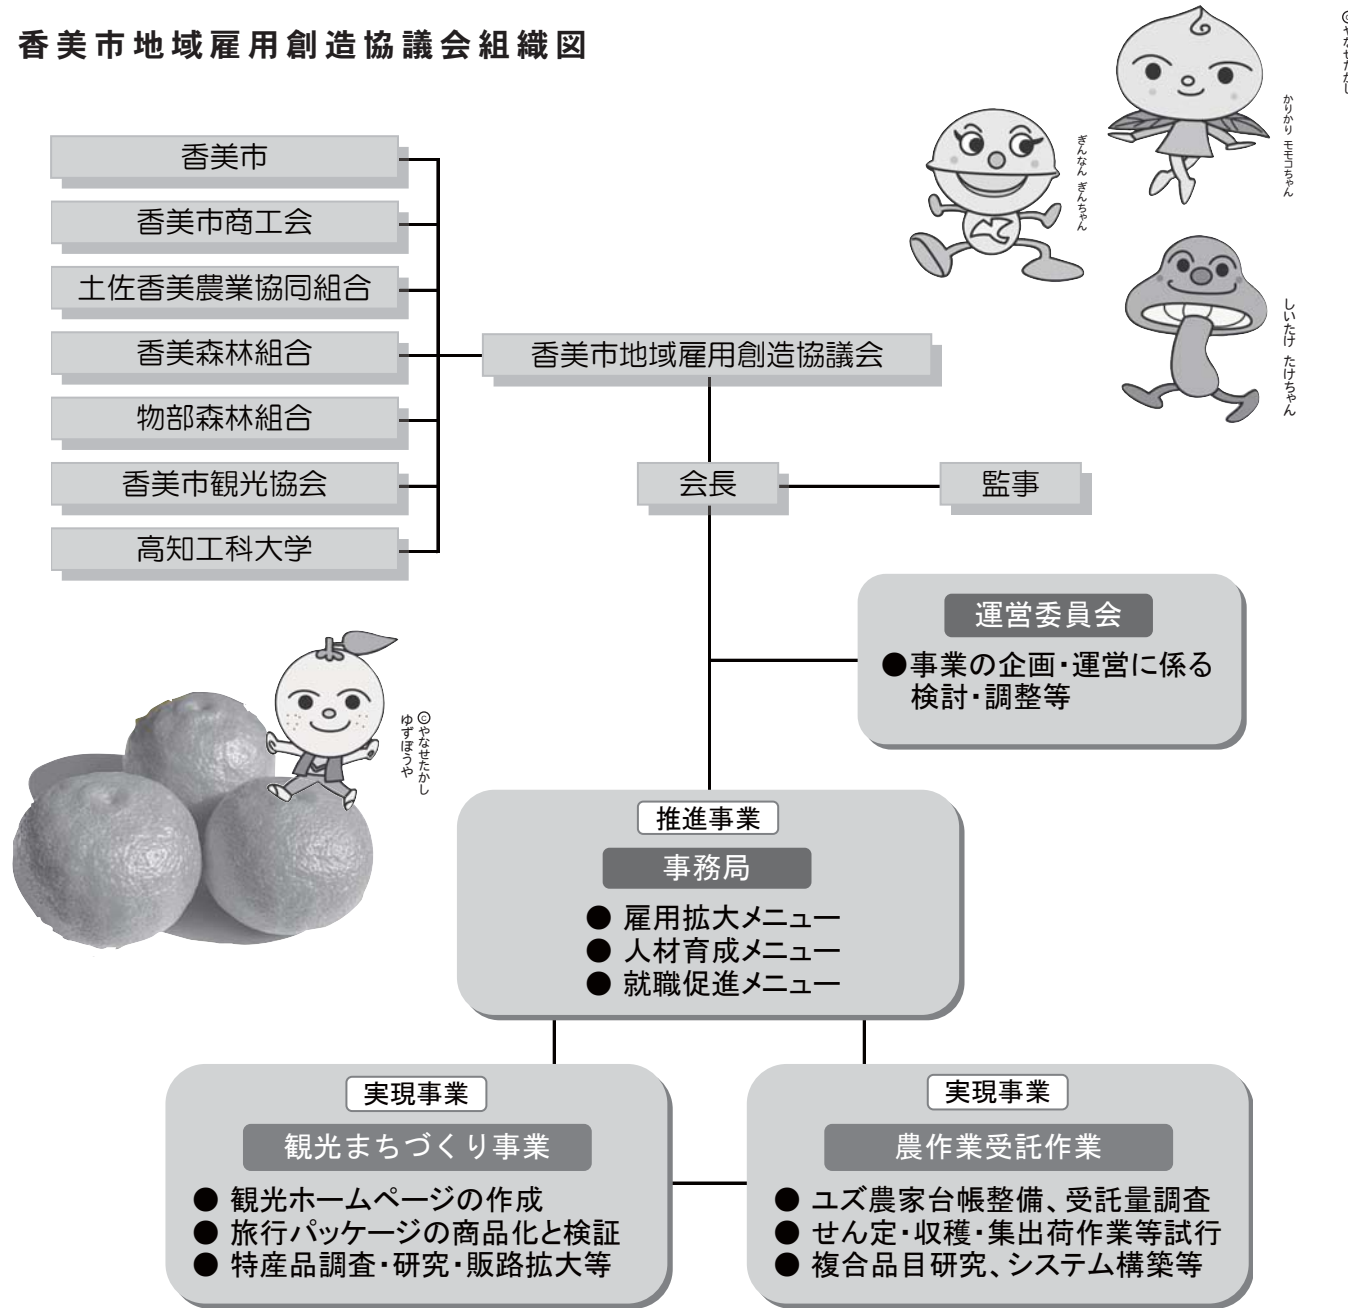 香美市地域雇用創造協議会組織図
©やなせたかし
かりかり モモコちゃん
ぎんなん ぎんちゃん
しいたけ たけちゃん
香美市
香美市商工会
土佐香美農業協同組合
香美森林組合
物部森林組合
香美市観光協会
高知工科大学
香美市地域雇用創造協議会
会長
監事
運営委員会
●事業の企画・運営に係る
検討・調整等
©やなせたかし
ゆずぼうや
推進事業
事務局
● 雇用拡大メニュー
● 人材育成メニュー
● 就職促進メニュー
実現事業
観光まちづくり事業
● 観光ホームページの作成
● 旅行パッケージの商品化と検証
● 特産品調査・研究・販路拡大等
実現事業
農作業受託作業
● ユズ農家台帳整備、受託量調査
● せん定・収穫・集出荷作業等試行
● 複合品目研究、システム構築等